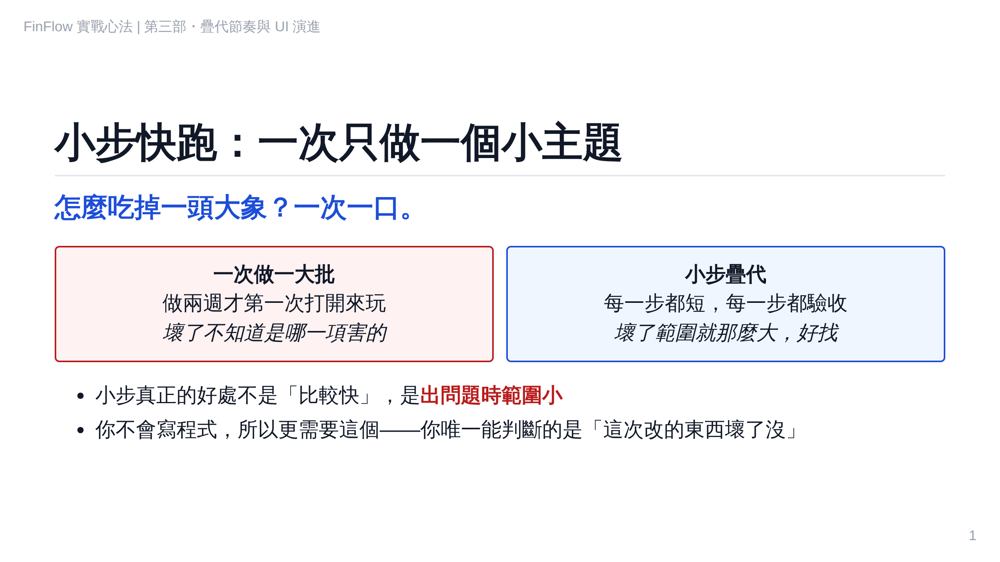 FinFlow 實戰心法 | 第三部・疊代節奏與 UI 演進
小步快跑：一次只做一個小主題
怎麼吃掉一頭大象？一次一口。
一次做一大批
做兩週才第一次打開來玩
壞了不知道是哪一項害的
小步疊代
每一步都短，每一步都驗收
壞了範圍就那麼大，好找
• 小步真正的好處不是「比較快」，是出問題時範圍小
• 你不會寫程式，所以更需要這個——你唯一能判斷的是「這次改的東西壞了沒」
1